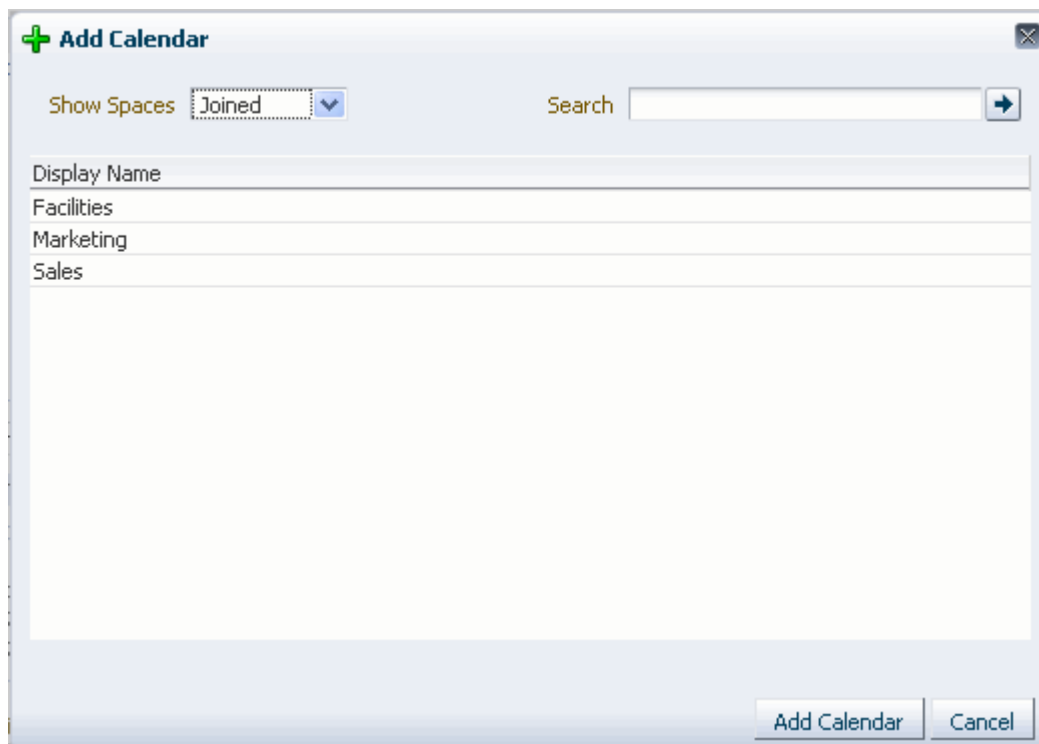 Add Calendar
Show Spaces Joined Search
Display Name
Facilities
Marketing
Sales
Add Calendar Cancel